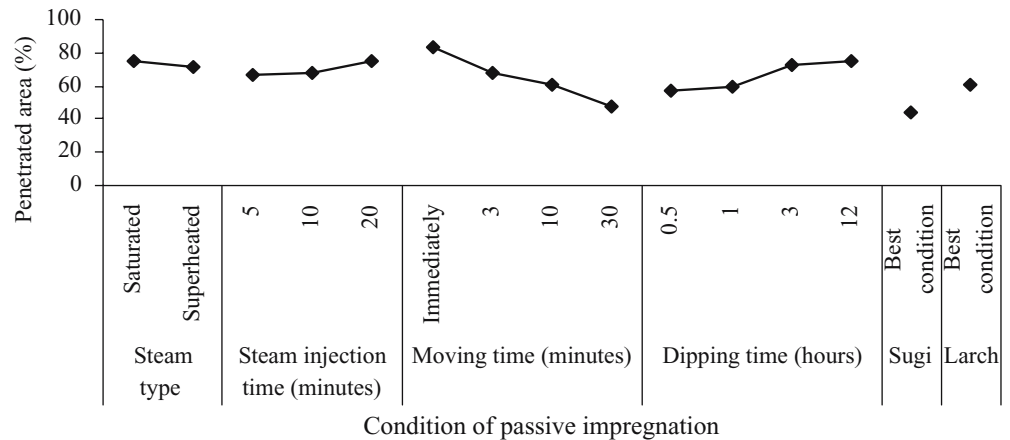 Penetrated area (%)
100
80
60
40
20
0
Saturated
Superheated
5
10
20
Immediately
3
10
30
0.5
1
3
12
Best
condition
Best
condition
Steam
type
Steam injection
time (minutes)
Moving time (minutes)
Dipping time (hours)
Sugi
Larch
Condition of passive impregnation